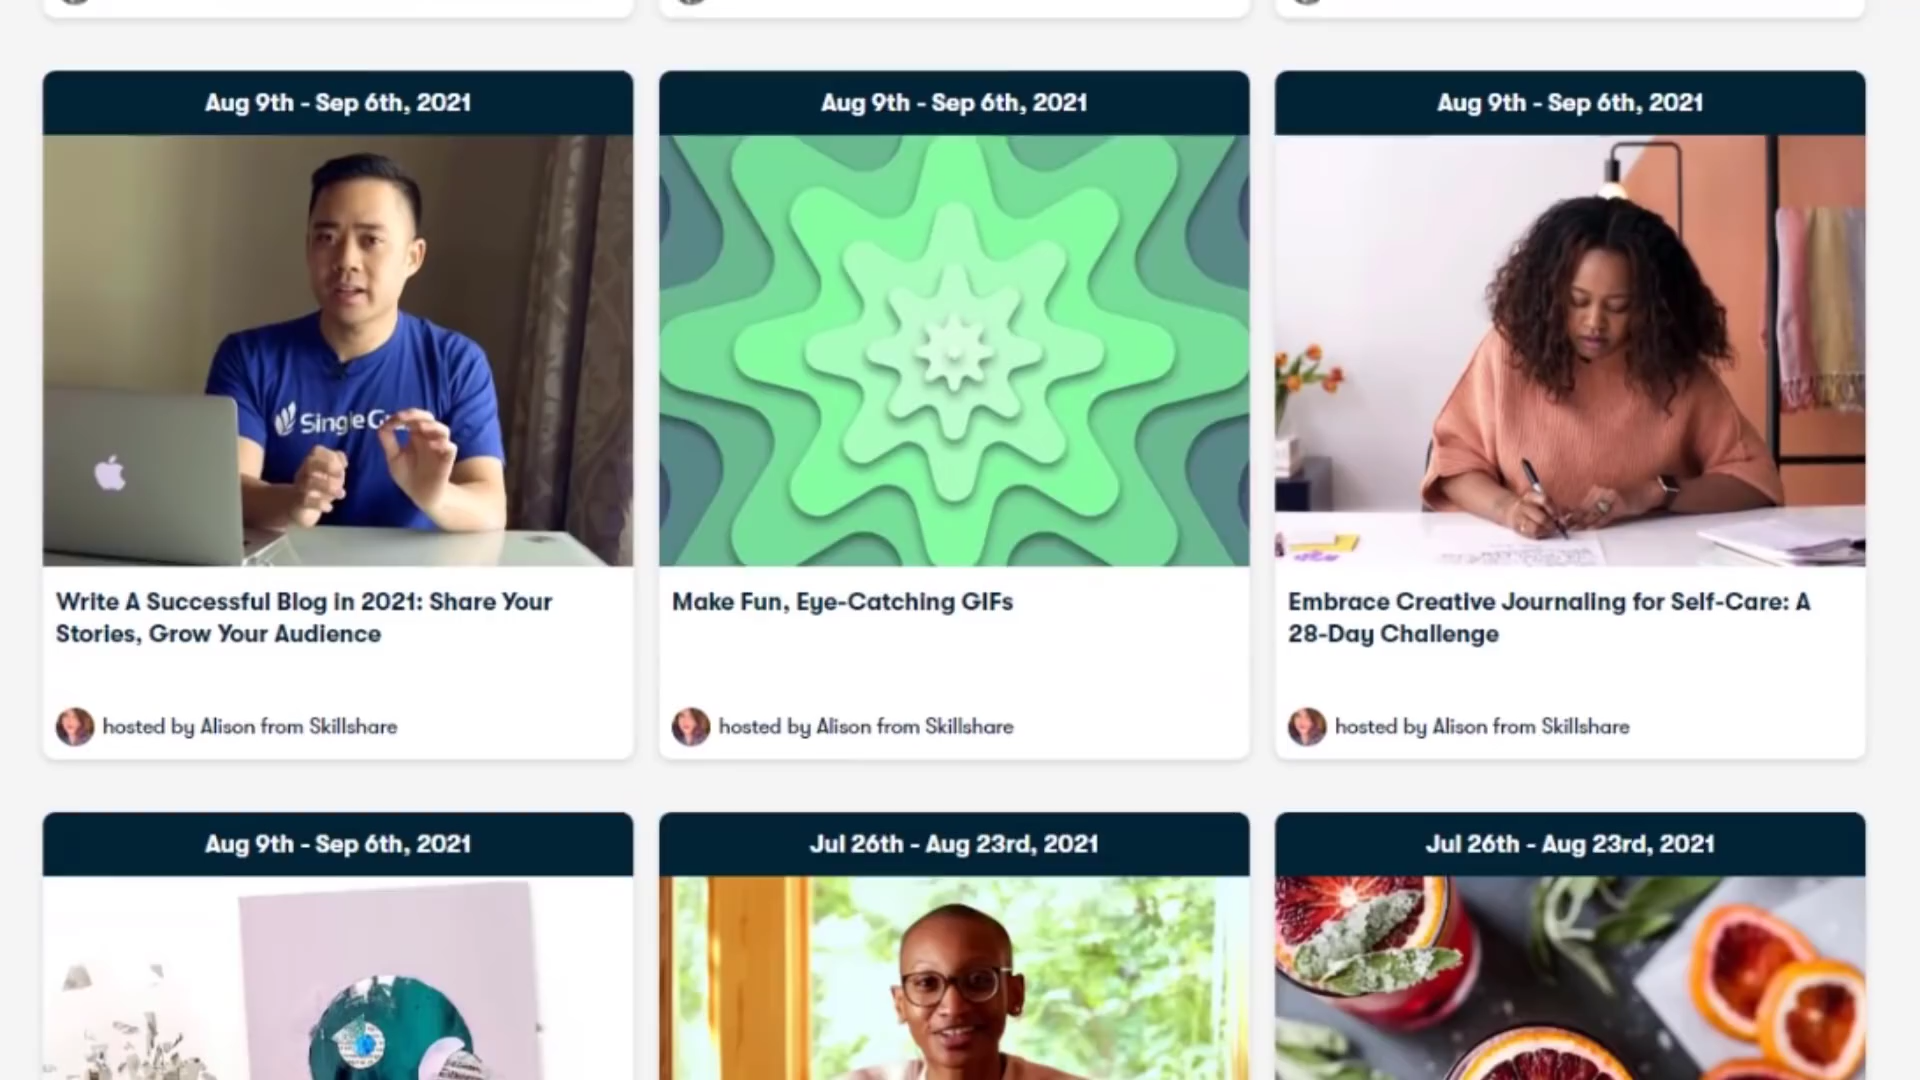 Aug 9th - Sep 6th, 2021
Aug 9th - Sep 6th, 2021
Aug 9th - Sep 6th, 2021
Write A Successful Blog in 2021: Share Your
Stories, Grow Your Audience
hosted by Alison from Skillshare
Make Fun, Eye-Catching GIFs
hosted by Alison from Skillshare
Embrace Creative Journaling for Self-Care: A
28-Day Challenge
hosted by Alison from Skillshare
Aug 9th - Sep 6th, 2021
Jul 26th - Aug 23rd, 2021
Jul 26th - Aug 23rd, 2021